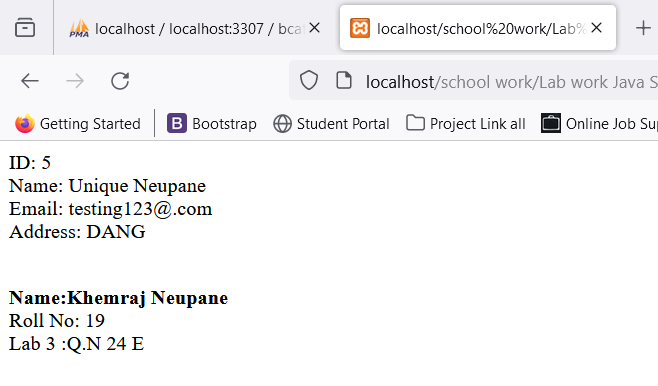 localhost / localhost:3307 / bca
localhost/school%20work/Lab%
localhost/school work/Lab work Java S
Getting Started
Bootstrap
Student Portal
Project Link all
Online Job Su
ID: 5
Name: Unique Neupane
Email: testing123@.com
Address: DANG
Name:Khemraj Neupane
Roll No: 19
Lab 3 :Q.N 24 E